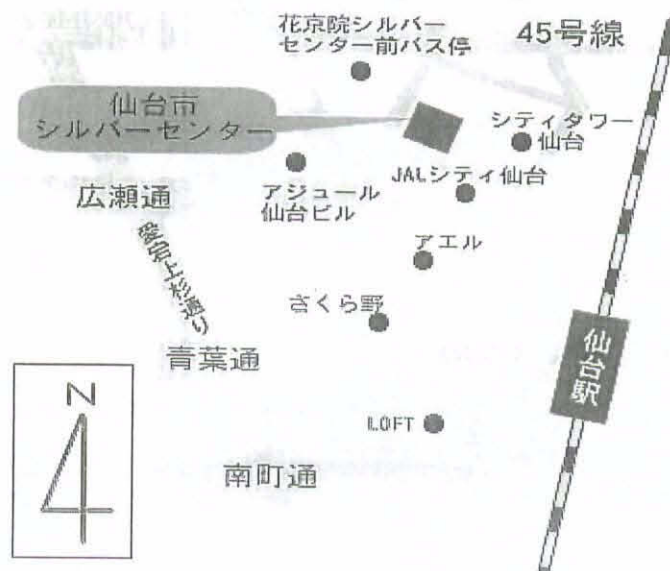 花京院シルバー
センター前バス停
45号線
仙台市
シルバーセンター
シティタワー
仙台
JALシティ仙台
アジュール
仙台ビル
広瀬通
愛宕上杉通り
アエル
さくら野
青葉通
仙台駅
LOFT
南町通
N